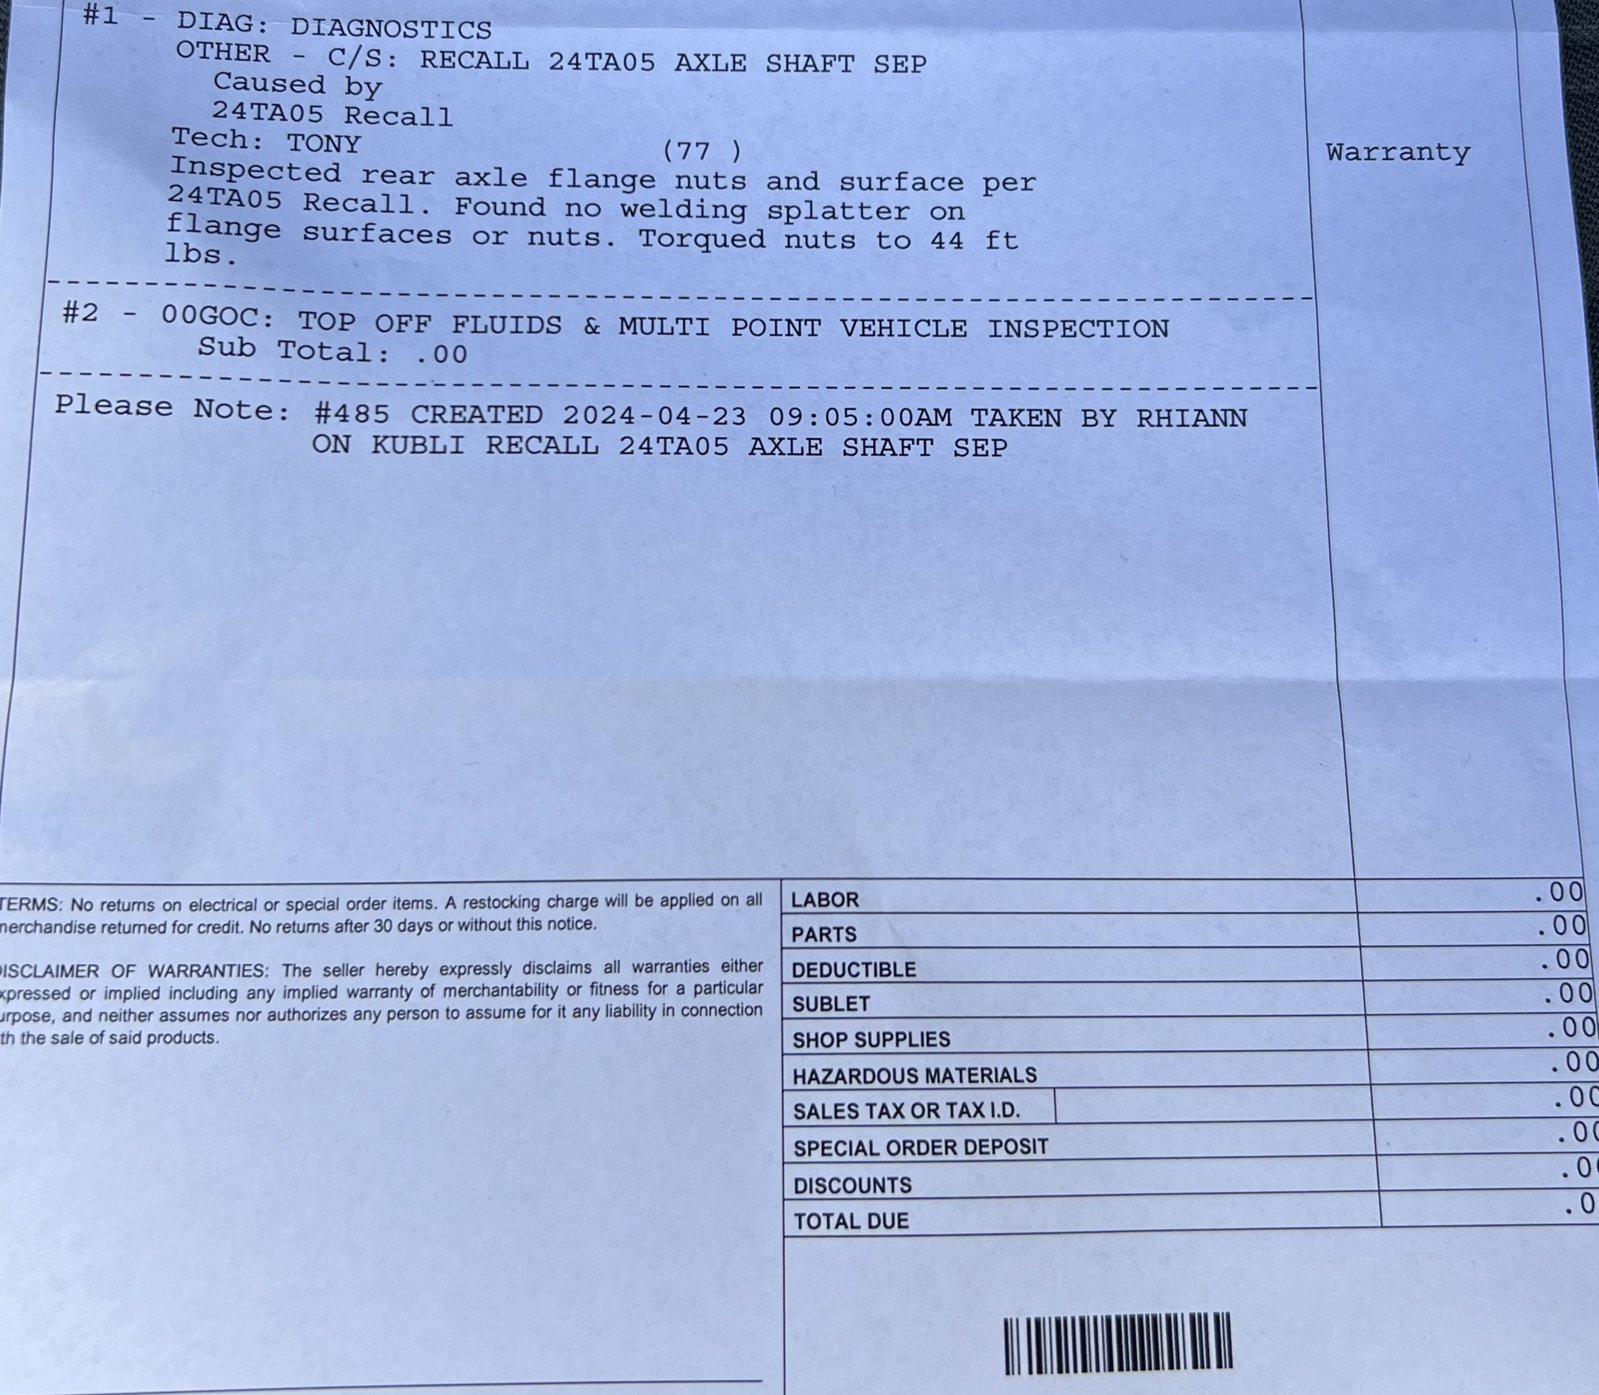 #1 - DIAG: DIAGNOSTICS
OTHER - C/S: RECALL 24TA05 AXLE SHAFT SEP
Caused by
24TA05 Recall
Tech: TONY (77 )
Warranty
Inspected rear axle flange nuts and surface per
24TA05 Recall. Found no welding splatter on
flange surfaces or nuts. Torqued nuts to 44 ft
lbs.
#2 - 00GOC: TOP OFF FLUIDS & MULTI POINT VEHICLE INSPECTION
Sub Total: .00
Please Note: #485 CREATED 2024-04-23 09:05:00AM TAKEN BY RHIANN
ON KUBLI RECALL 24TA05 AXLE SHAFT SEP
TERMS: No returns on electrical or special order items. A restocking charge will be applied on all
merchandise returned for credit. No returns after 30 days or without this notice.
DISCLAIMER OF WARRANTIES: The seller hereby expressly disclaims all warranties either
expressed or implied including any implied warranty of merchantability or fitness for a particular
purpose, and neither assumes nor authorizes any person to assume for it any liability in connection
with the sale of said products.
LABOR .00
PARTS .00
DEDUCTIBLE .00
SUBLET .00
SHOP SUPPLIES .00
HAZARDOUS MATERIALS .00
SALES TAX OR TAX I.D. .00
SPECIAL ORDER DEPOSIT .00
DISCOUNTS .00
TOTAL DUE .0